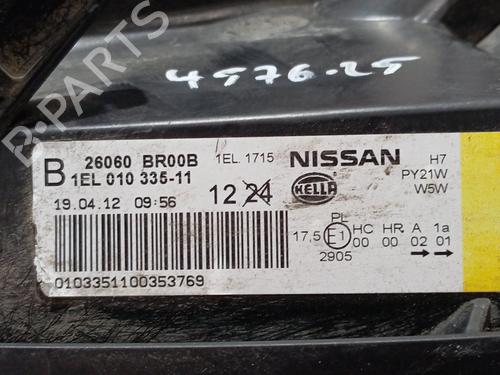 4576-25
B-PARTS
B 26060 BR00B 1EL. 1715 NISSAN H7
1EL 010 335-11 12 24 HELLA PY21W
W5W
19.04.12 09:56
PL
17,5 E1 HC HR A 1a
00 00 02 01
2905
0103351100353769